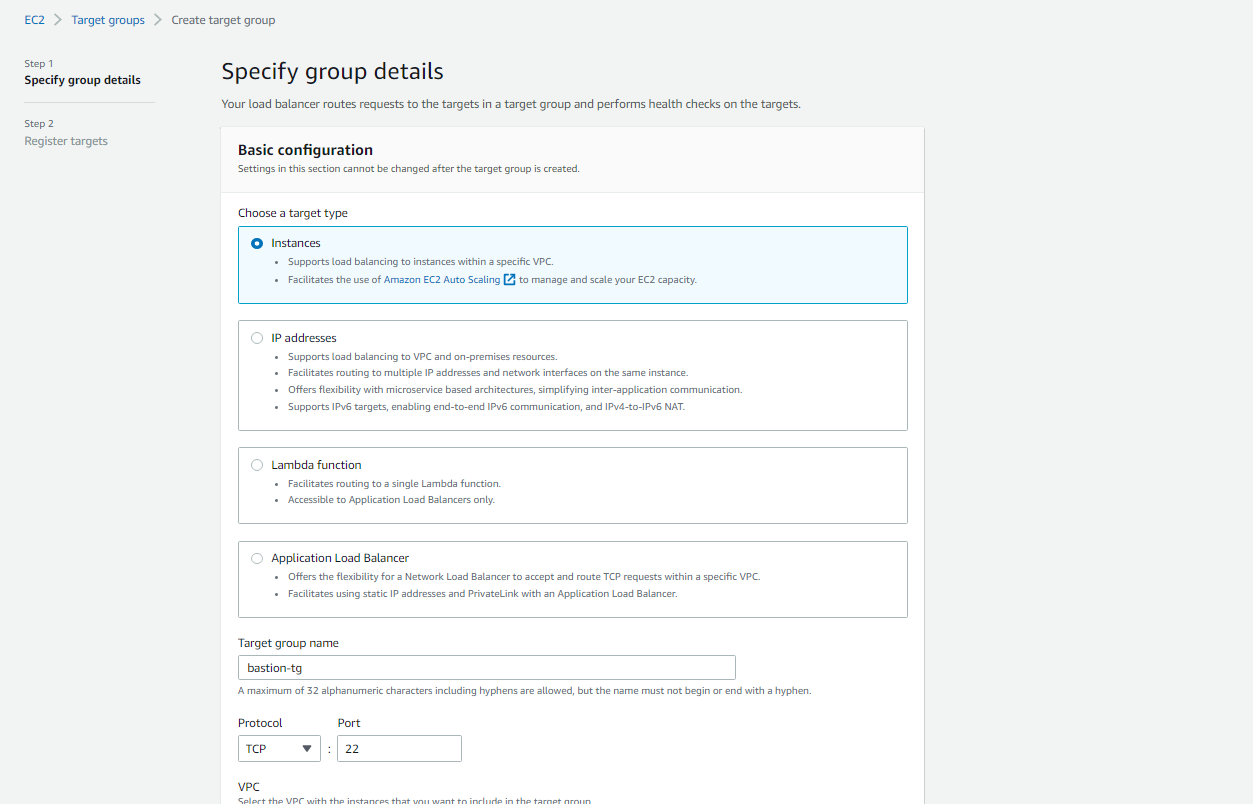 EC2 > Target groups > Create target group
Step 1
Specify group details
Step 2
Register targets
Specify group details
Your load balancer routes requests to the targets in a target group and performs health checks on the targets.
Basic configuration
Settings in this section cannot be changed after the target group is created.
Choose a target type
Instances
• Supports load balancing to instances within a specific VPC.
• Facilitates the use of Amazon EC2 Auto Scaling to manage and scale your EC2 capacity.
IP addresses
• Supports load balancing to VPC and on-premises resources.
• Facilitates routing to multiple IP addresses and network interfaces on the same instance.
• Offers flexibility with microservice based architectures, simplifying inter-application communication.
• Supports IPv6 targets, enabling end-to-end IPv6 communication, and IPv4-to-IPv6 NAT.
Lambda function
• Facilitates routing to a single Lambda function.
• Accessible to Application Load Balancers only.
Application Load Balancer
• Offers the flexibility for a Network Load Balancer to accept and route TCP requests within a specific VPC.
• Facilitates using static IP addresses and PrivateLink with an Application Load Balancer.
Target group name
bastion-tg
A maximum of 32 alphanumeric characters including hyphens are allowed, but the name must not begin or end with a hyphen.
Protocol Port
TCP : 22
VPC
Select the VPC with the instances that you want to include in the target group.